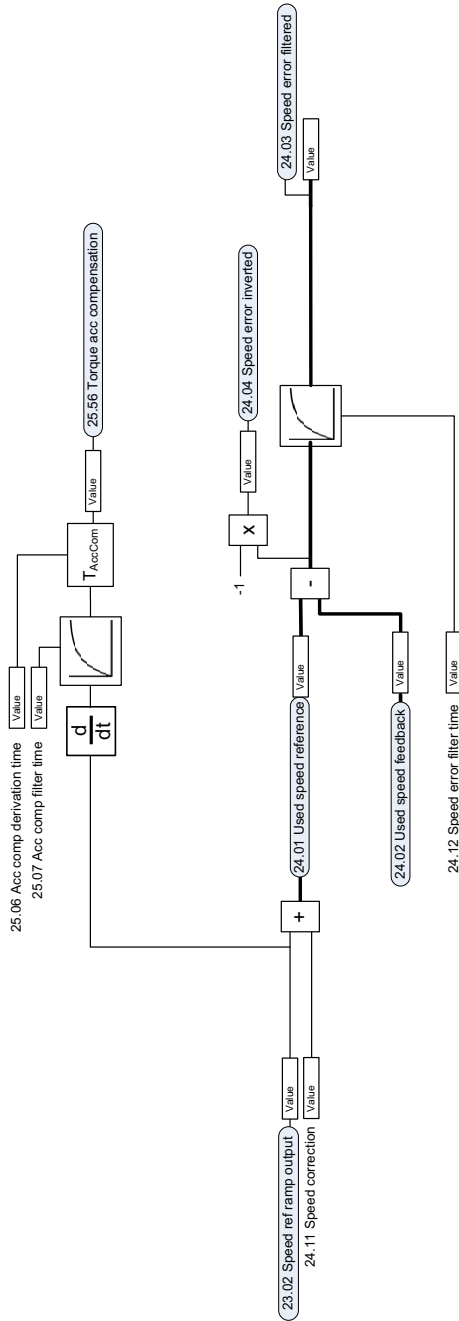 25.06 Acc comp derivation time
Value
25.07 Acc comp filter time
Value
d
dt
TAccCom
Value
25.56 Torque acc compensation
23.02 Speed ref ramp output
Value
24.11 Speed correction
Value
+
24.01 Used speed reference
Value
24.02 Used speed feedback
Value
-
-1
X
Value
24.04 Speed error inverted
24.12 Speed error filter time
Value
Value
24.03 Speed error filtered